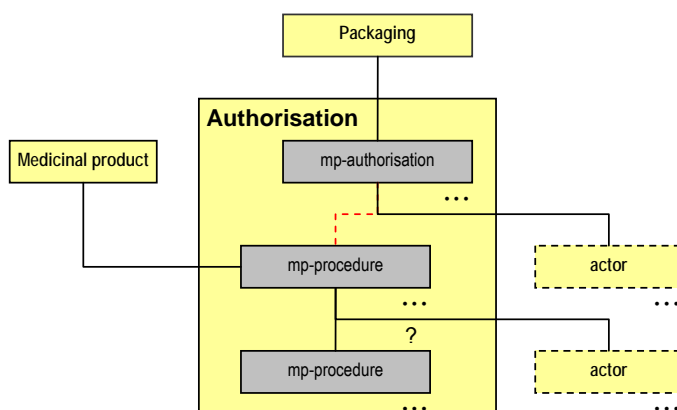 Packaging
Authorisation
Medicinal product
mp-authorisation
...
mp-procedure
actor
...
...
?
mp-procedure
actor
...
...